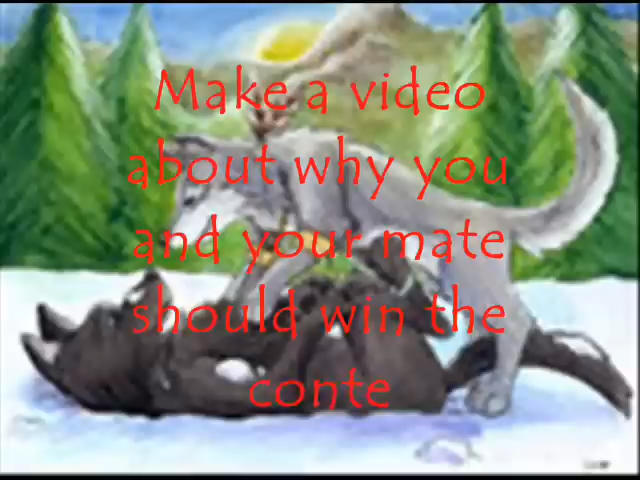 Make a video
about why you
and your mate
should win the
conte